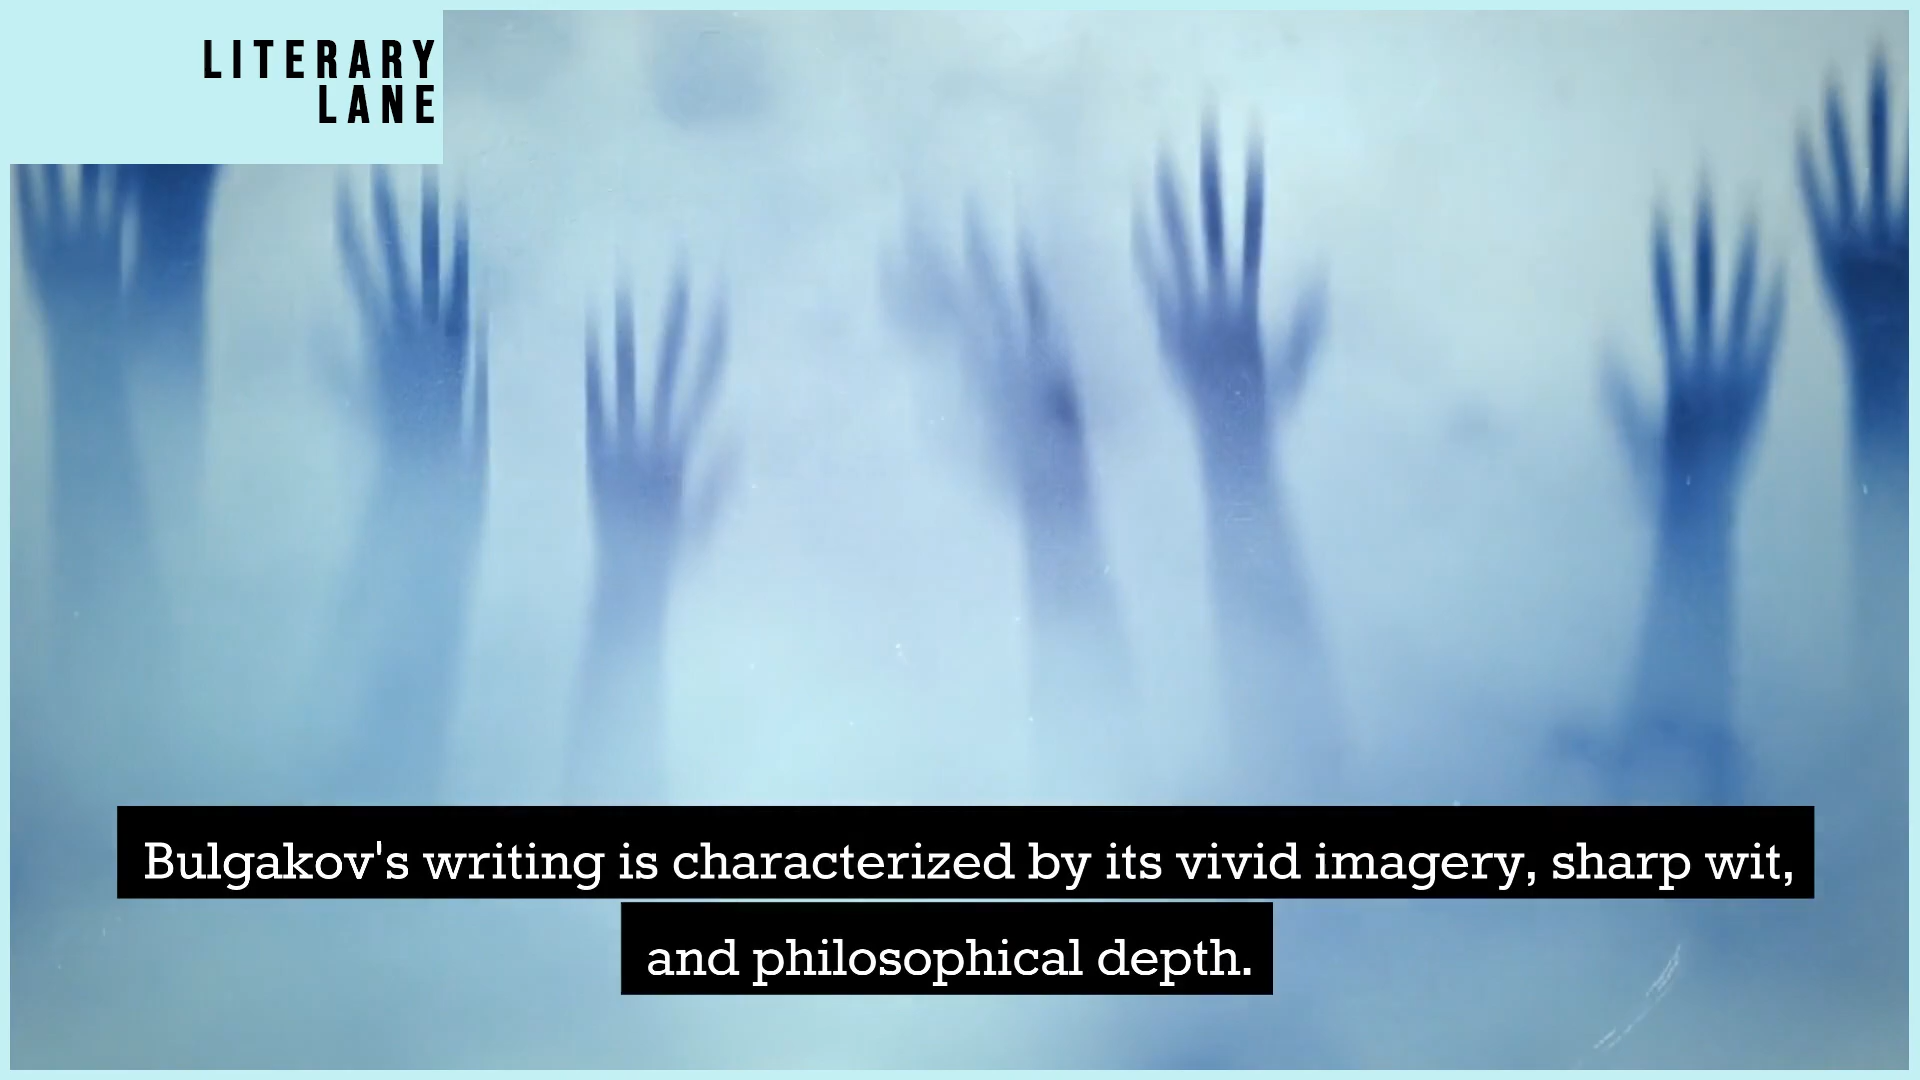 LITERARY
LANE
Bulgakov's writing is characterized by its vivid imagery, sharp wit,
and philosophical depth.